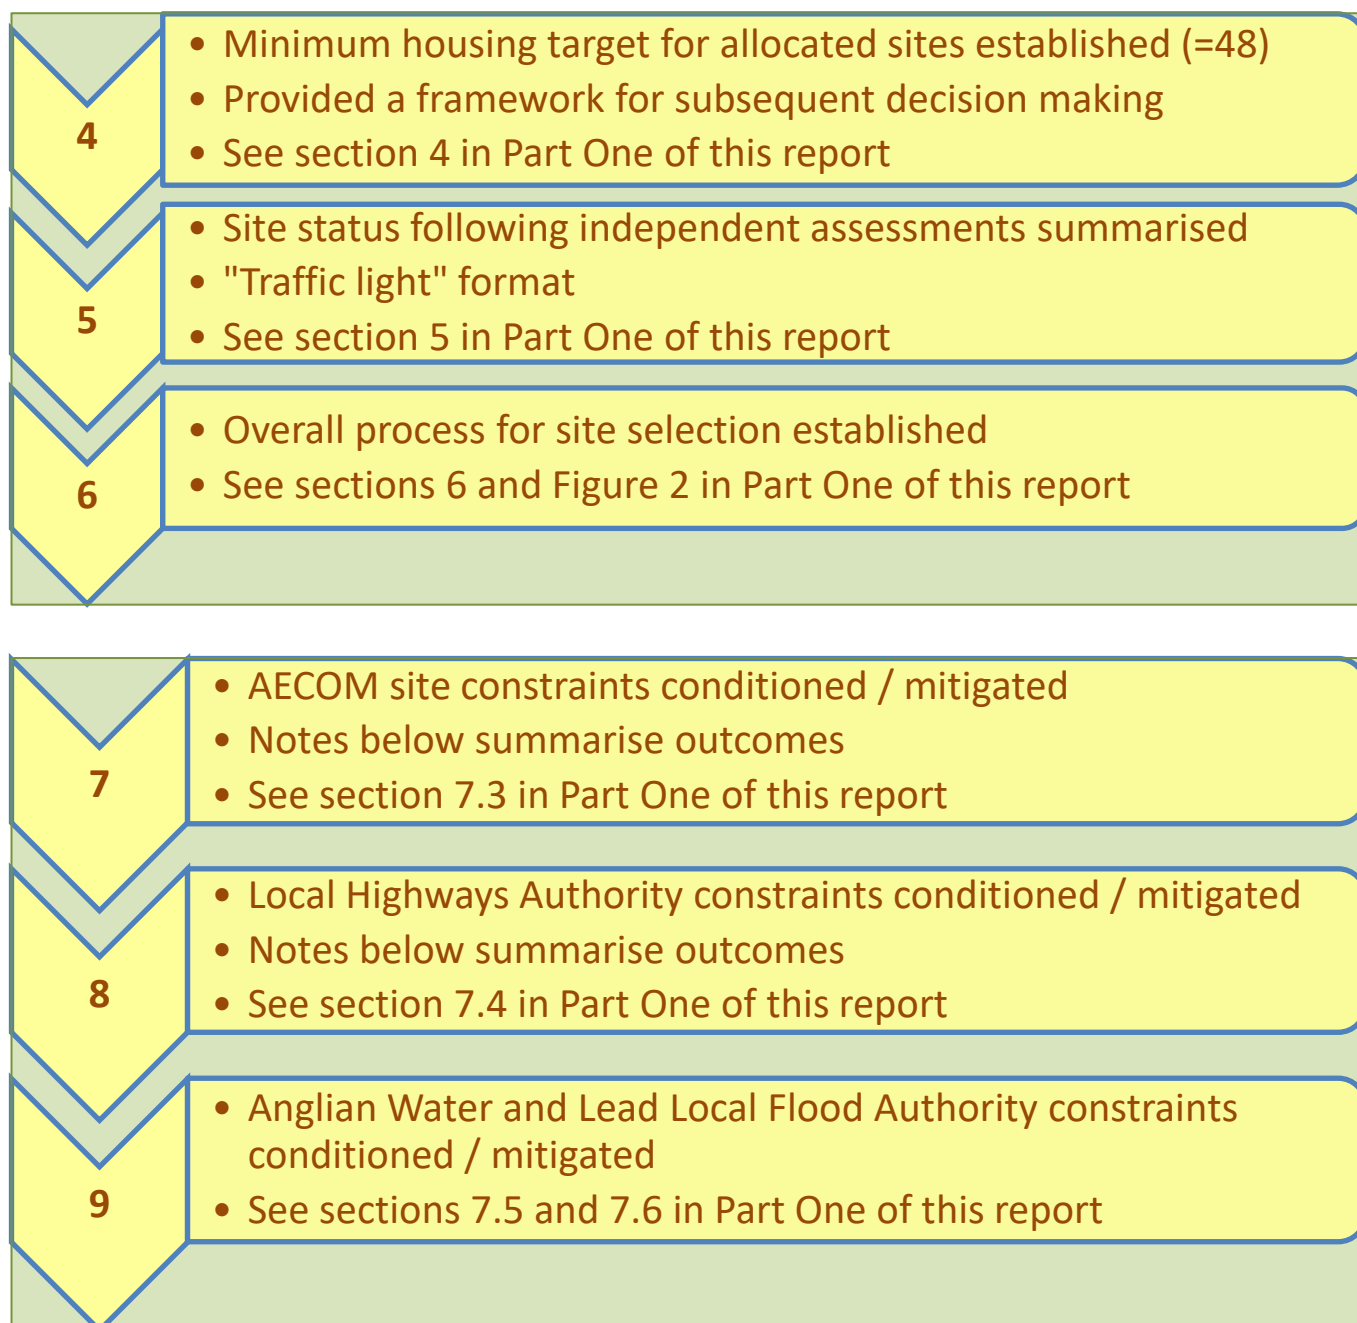 4
• Minimum housing target for allocated sites established (=48)
• Provided a framework for subsequent decision making
• See section 4 in Part One of this report
5
• Site status following independent assessments summarised
• "Traffic light" format
• See section 5 in Part One of this report
6
• Overall process for site selection established
• See sections 6 and Figure 2 in Part One of this report
7
• AECOM site constraints conditioned / mitigated
• Notes below summarise outcomes
• See section 7.3 in Part One of this report
8
• Local Highways Authority constraints conditioned / mitigated
• Notes below summarise outcomes
• See section 7.4 in Part One of this report
9
• Anglian Water and Lead Local Flood Authority constraints
conditioned / mitigated
• See sections 7.5 and 7.6 in Part One of this report